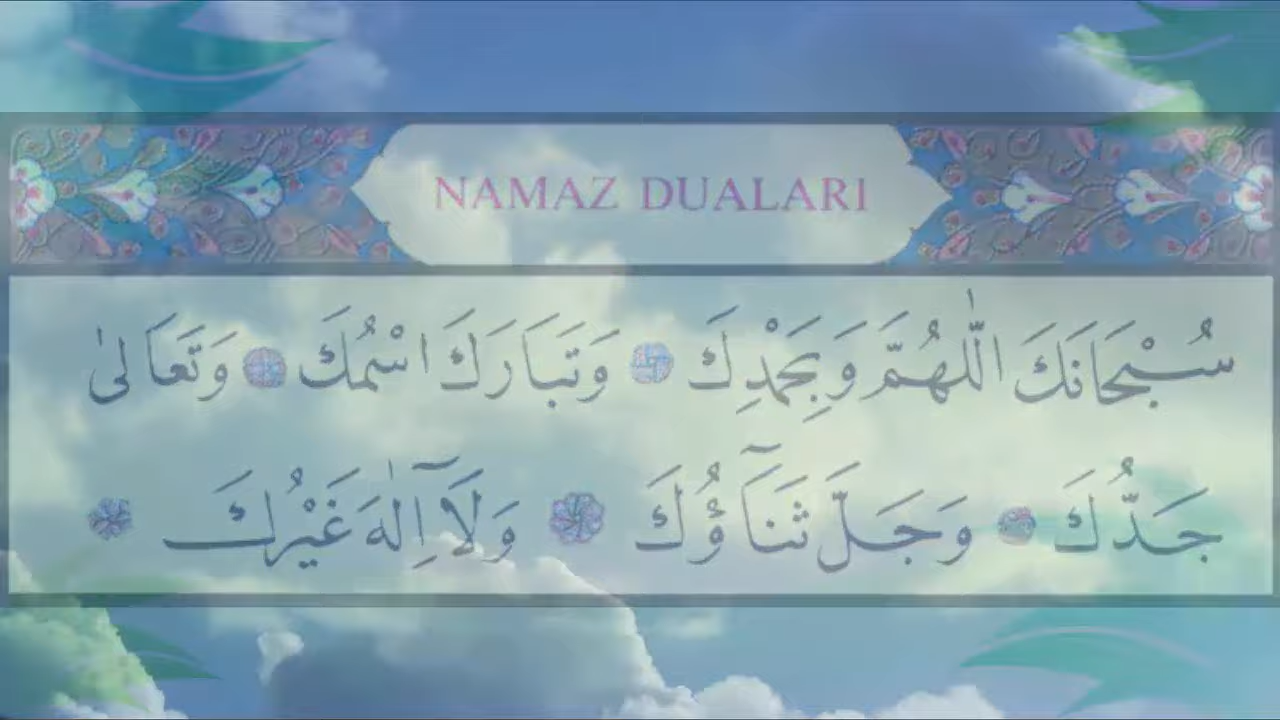 NAMAZ DUALARI
سُبْحَانَكَ اللّٰهُمَّ وَبِحَمْدِكَ وَتَبَارَكَ اسْمُكَ وَتَعَالٰى
جَدُّكَ وَجَلَّ ثَنَٓاؤُكَ وَلَٓا اِلٰهَ غَيْرُكَ